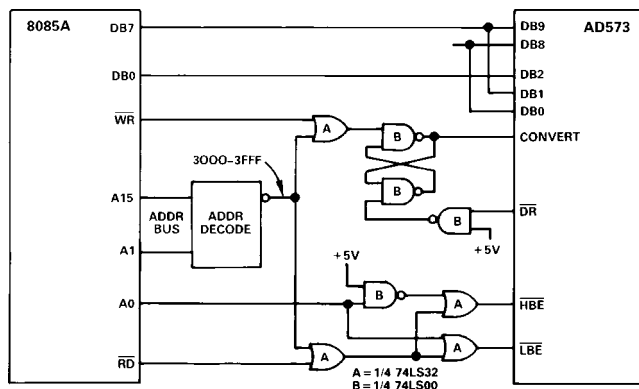 8085A
AD573
DB7
DB9
DB8
DB0
DB2
DB1
DB0
WR
A
B
CONVERT
3000–3FFF
B
A15
ADDR
BUS
ADDR
DECODE
B
DR
A1
+5V
+5V
B
A0
A
HBE
A
A
LBE
RD
A = 1/4 74LS32
B = 1/4 74LS00